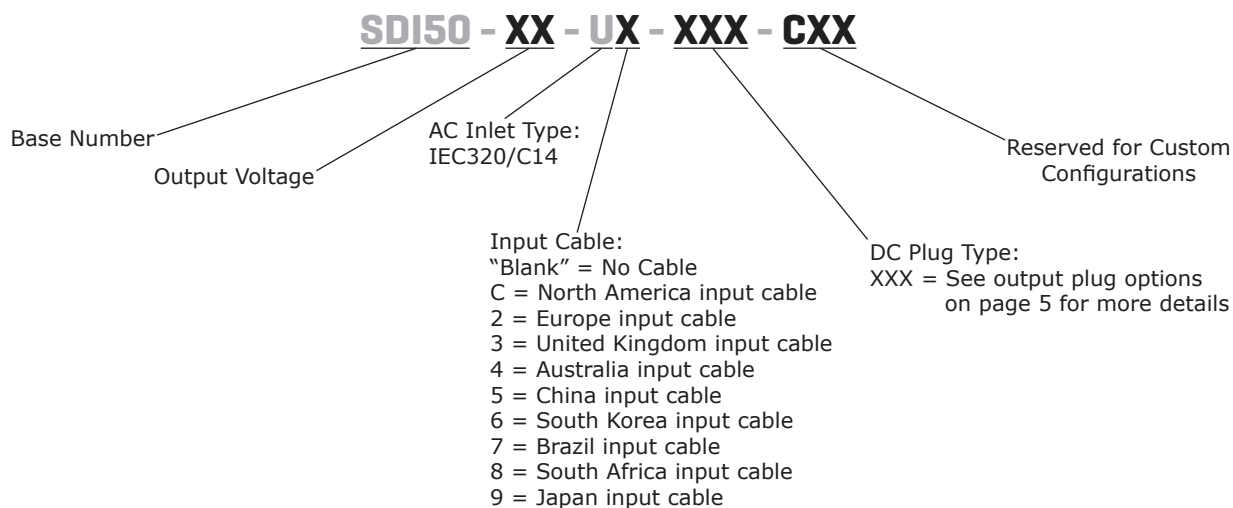 SDI50 - XX - UX - XXX - CXX
Base Number
Output Voltage
AC Inlet Type:
IEC320/C14
Input Cable:
“Blank” = No Cable
C = North America input cable
2 = Europe input cable
3 = United Kingdom input cable
4 = Australia input cable
5 = China input cable
6 = South Korea input cable
7 = Brazil input cable
8 = South Africa input cable
9 = Japan input cable
DC Plug Type:
XXX = See output plug options
on page 5 for more details
Reserved for Custom
Configurations